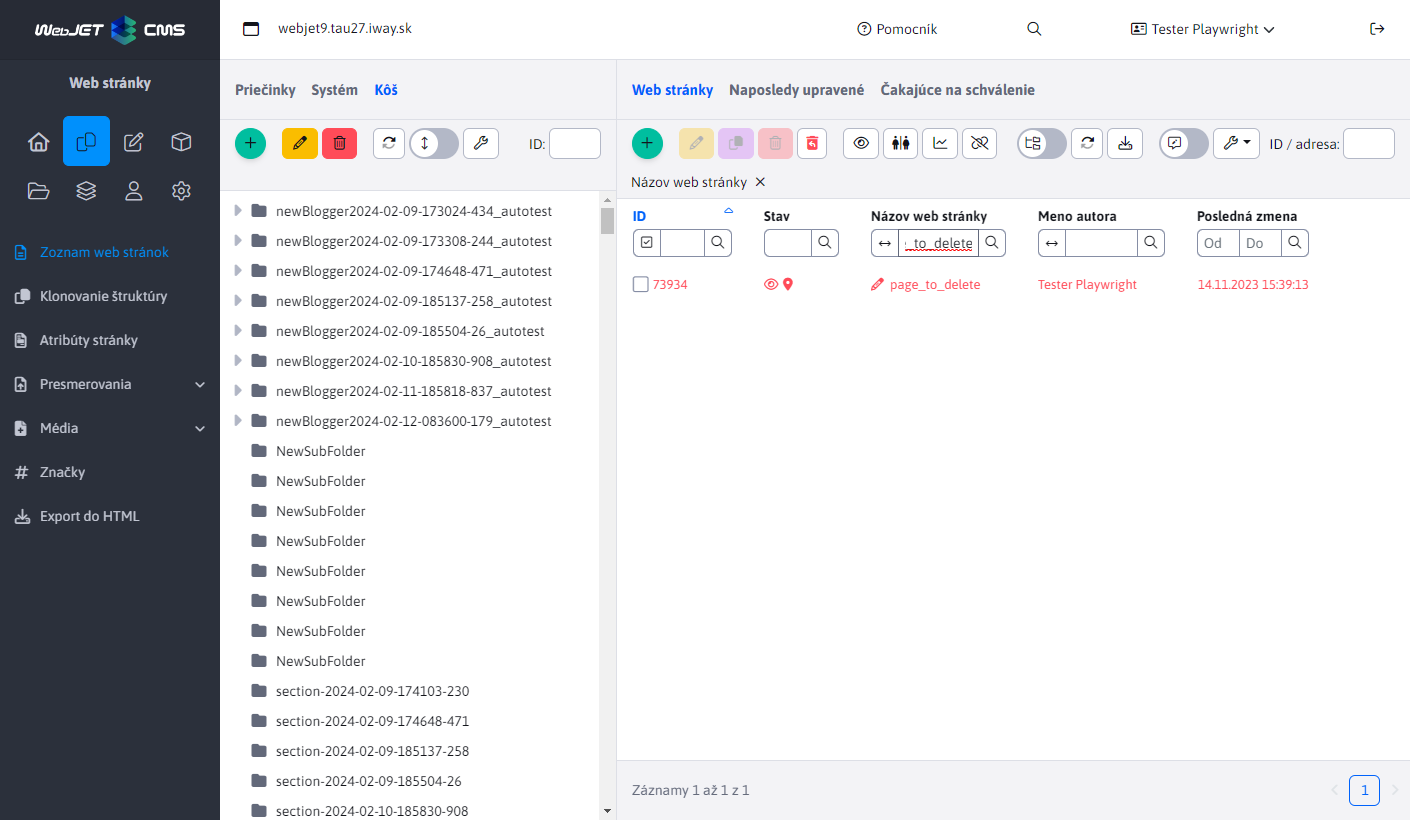 WebJET CMS
webjet9.tau27.iway.sk
Pomocník
Tester Playwright
Web stránky
Zoznam web stránok
Klonovanie štruktúry
Atribúty stránky
Presmerovania
Média
Značky
Export do HTML
Priečinky Systém Kôš
ID:
newBlogger2024-02-09-173024-434_autotest
newBlogger2024-02-09-173308-244_autotest
newBlogger2024-02-09-174648-471_autotest
newBlogger2024-02-09-185137-258_autotest
newBlogger2024-02-09-185504-26_autotest
newBlogger2024-02-10-185830-908_autotest
newBlogger2024-02-11-185818-837_autotest
newBlogger2024-02-12-083600-179_autotest
NewSubFolder
NewSubFolder
NewSubFolder
NewSubFolder
NewSubFolder
NewSubFolder
NewSubFolder
NewSubFolder
section-2024-02-09-174103-230
section-2024-02-09-174648-471
section-2024-02-09-185137-258
section-2024-02-09-185504-26
section-2024-02-10-185830-908
Web stránky Naposledy upravené Čakajúce na schválenie
ID / adresa:
Názov web stránky ×
ID Stav Názov web stránky Meno autora Posledná zmena
_to_delete Od Do
73934 page_to_delete Tester Playwright 14.11.2023 15:39:13
Záznamy 1 až 1 z 1
1